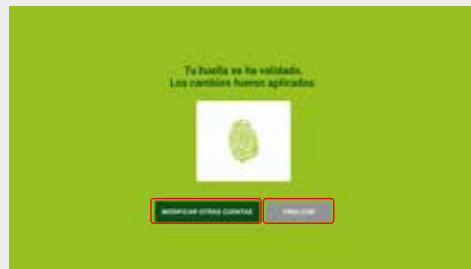 Tu huella se ha validado.
Los cambios fueron aplicados.
MODIFICAR OTRAS CUENTAS
FINALIZAR